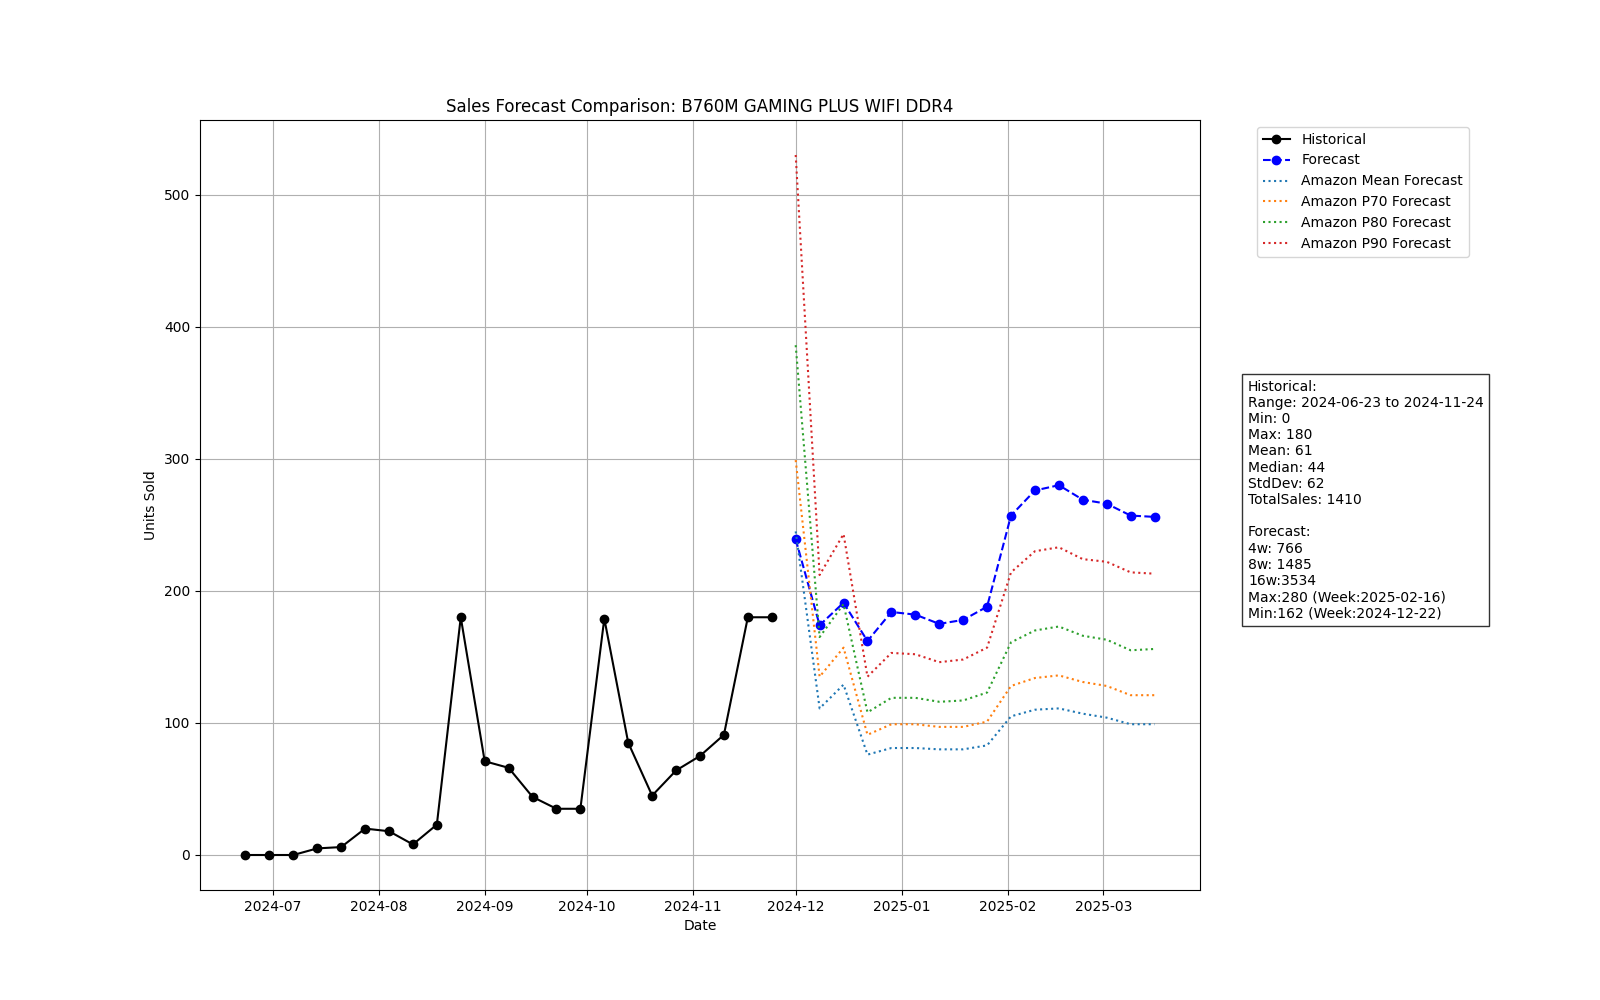 Sales Forecast Comparison: B760M GAMING PLUS WIFI DDR4
Units Sold
500
400
300
200
100
0
2024-07
2024-08
2024-09
2024-10
2024-11
2024-12
2025-01
2025-02
2025-03
Date
Historical
Forecast
Amazon Mean Forecast
Amazon P70 Forecast
Amazon P80 Forecast
Amazon P90 Forecast
Historical:
Range: 2024-06-23 to 2024-11-24
Min: 0
Max: 180
Mean: 61
Median: 44
StdDev: 62
TotalSales: 1410
Forecast:
4w: 766
8w: 1485
16w:3534
Max:280 (Week:2025-02-16)
Min:162 (Week:2024-12-22)